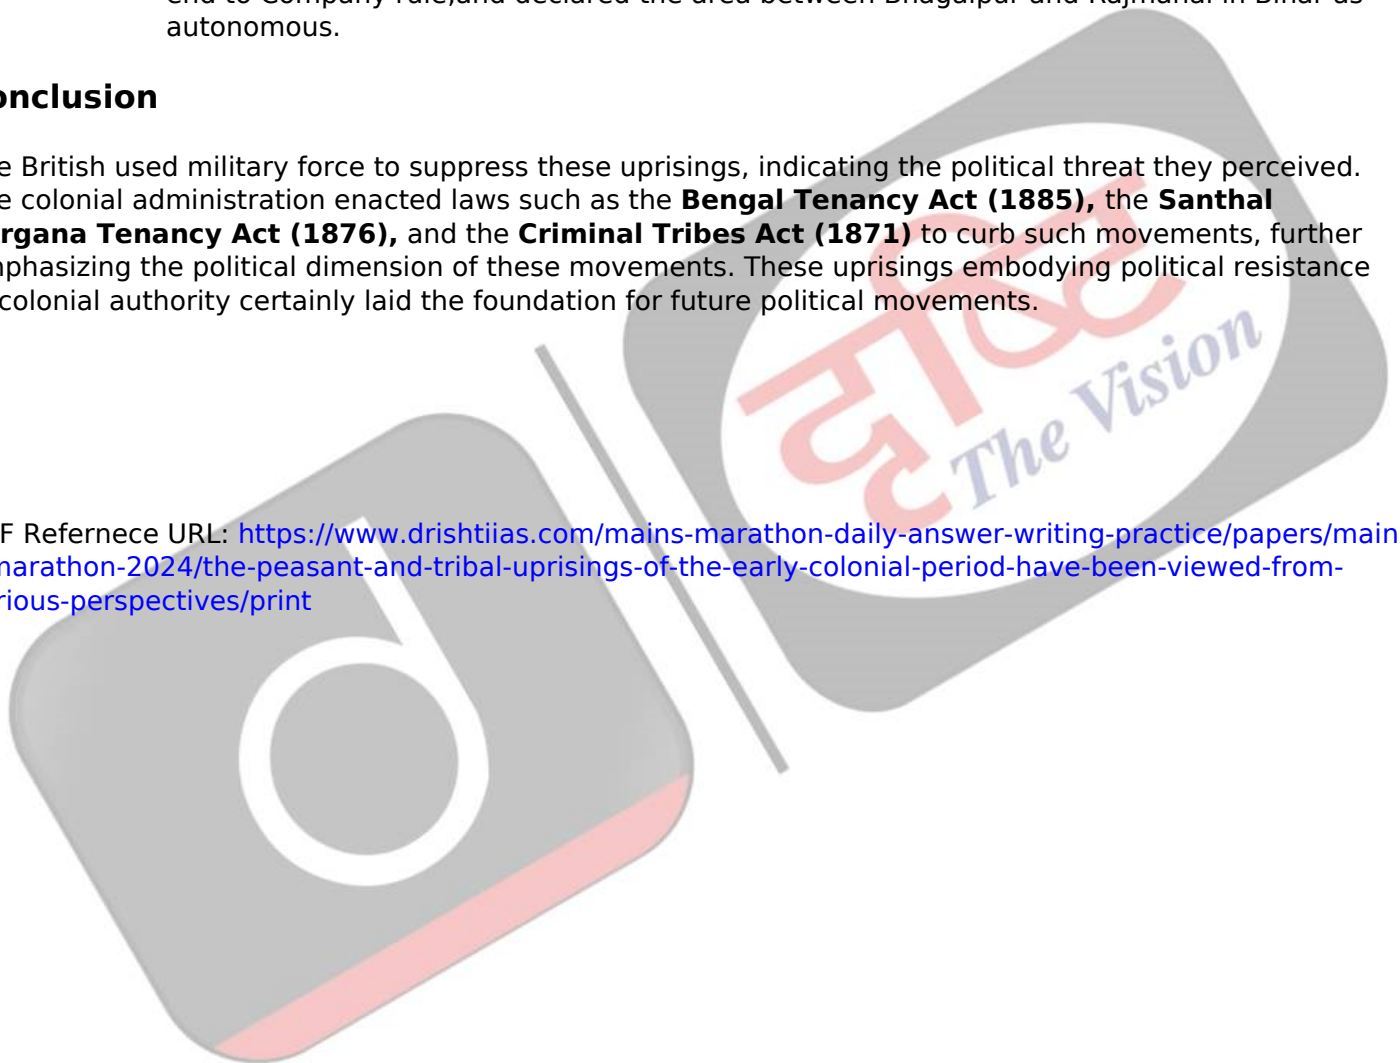 autonomous.
onclusion
e British used military force to suppress these uprisings, indicating the political threat they perceived.
e colonial administration enacted laws such as the Bengal Tenancy Act (1885), the Santhal
rgana Tenancy Act (1876), and the Criminal Tribes Act (1871) to curb such movements, further
phasizing the political dimension of these movements. These uprisings embodying political resistance
colonial authority certainly laid the foundation for future political movements.
दृष्टि
The Vision
d
F Refernece URL: https://www.drishtiias.com/mains-marathon-daily-answer-writing-practice/papers/main
marathon-2024/the-peasant-and-tribal-uprisings-of-the-early-colonial-period-have-been-viewed-from-
rious-perspectives/print